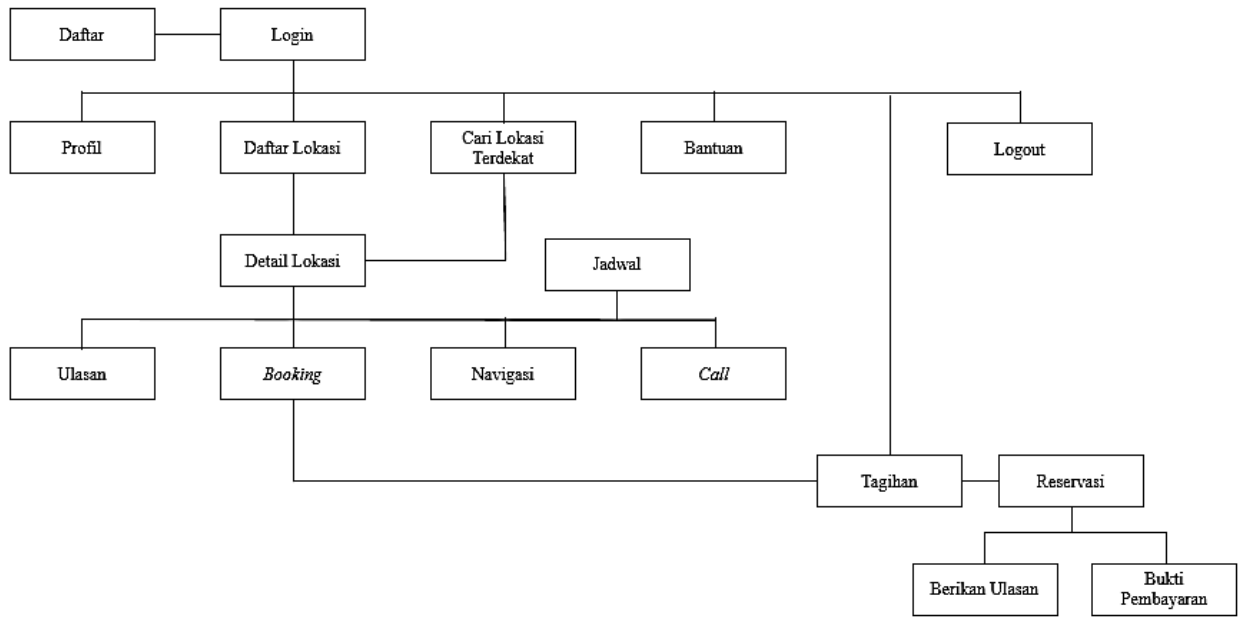 Daftar
Login
Profil
Daftar Lokasi
Cari Lokasi
Terdekat
Bantuan
Logout
Detail Lokasi
Jadwal
Ulasan
Booking
Navigasi
Call
Tagihan
Reservasi
Berikan Ulasan
Bukti
Pembayaran